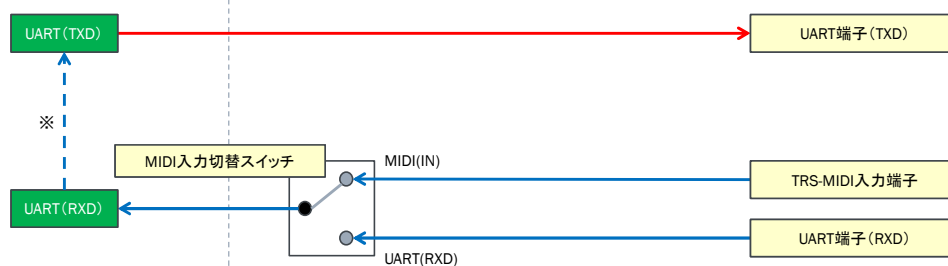 UART(TXD)
UART端子(TXD)
※
MIDI入力切替スイッチ
MIDI(IN)
TRS-MIDI入力端子
UART(RXD)
UART端子(RXD)
UART(RXD)